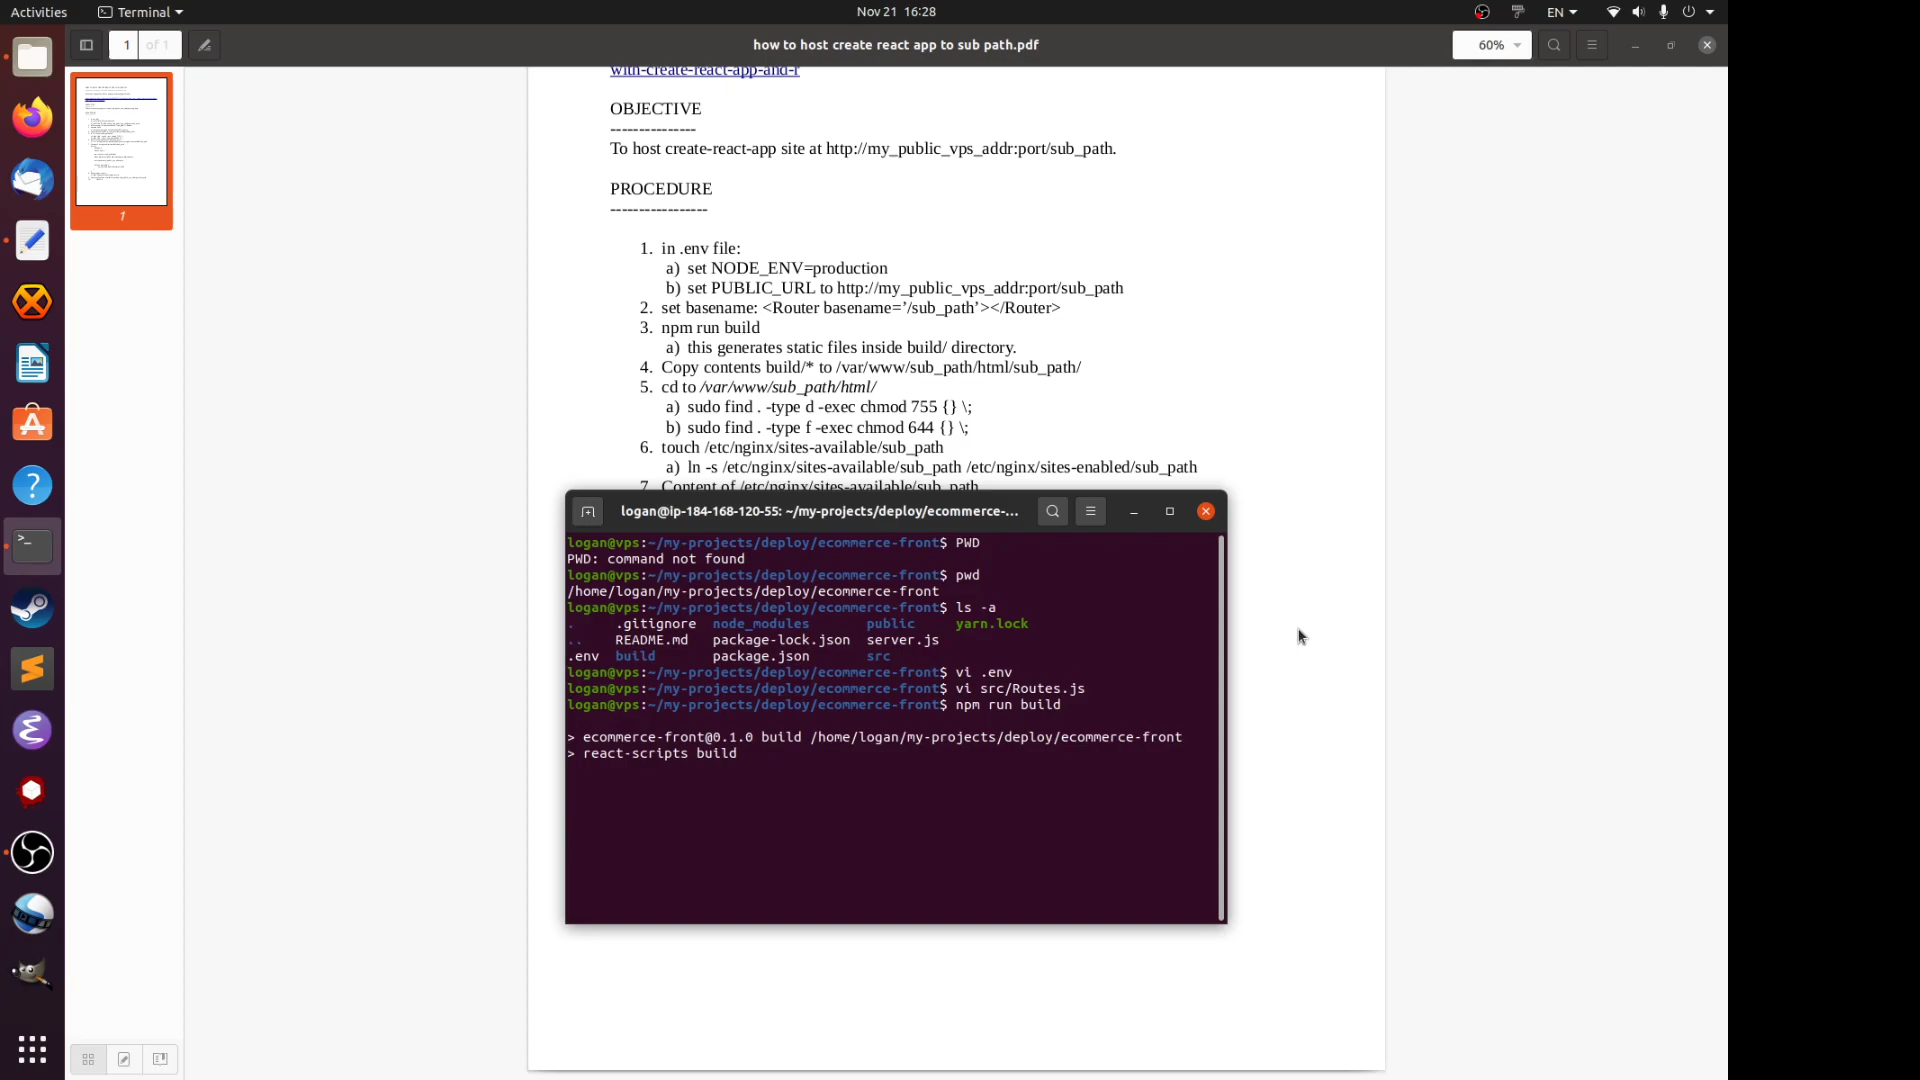 Activities
Terminal
Nov 21 16:28
EN
1 of 1
how to host create react app to sub path.pdf
60%
1
with-create-react-app-and-r
OBJECTIVE
---------------
To host create-react-app site at http://my_public_vps_addr:port/sub_path.
PROCEDURE
-----------------
1. in .env file:
a) set NODE_ENV=production
b) set PUBLIC_URL to http://my_public_vps_addr:port/sub_path
2. set basename: <Router basename=’/sub_path’></Router>
3. npm run build
a) this generates static files inside build/ directory.
4. Copy contents build/* to /var/www/sub_path/html/sub_path/
5. cd to /var/www/sub_path/html/
a) sudo find . -type d -exec chmod 755 {} \;
b) sudo find . -type f -exec chmod 644 {} \;
6. touch /etc/nginx/sites-available/sub_path
a) ln -s /etc/nginx/sites-available/sub_path /etc/nginx/sites-enabled/sub_path
7. Content of /etc/nginx/sites-available/sub_path
logan@ip-184-168-120-55: ~/my-projects/deploy/ecommerce-...
logan@vps:~/my-projects/deploy/ecommerce-front$ PWD
PWD: command not found
logan@vps:~/my-projects/deploy/ecommerce-front$ pwd
/home/logan/my-projects/deploy/ecommerce-front
logan@vps:~/my-projects/deploy/ecommerce-front$ ls -a
. .gitignore node_modules public yarn.lock
.. README.md package-lock.json server.js
.env build package.json src
logan@vps:~/my-projects/deploy/ecommerce-front$ vi .env
logan@vps:~/my-projects/deploy/ecommerce-front$ vi src/Routes.js
logan@vps:~/my-projects/deploy/ecommerce-front$ npm run build
> ecommerce-front@0.1.0 build /home/logan/my-projects/deploy/ecommerce-front
> react-scripts build